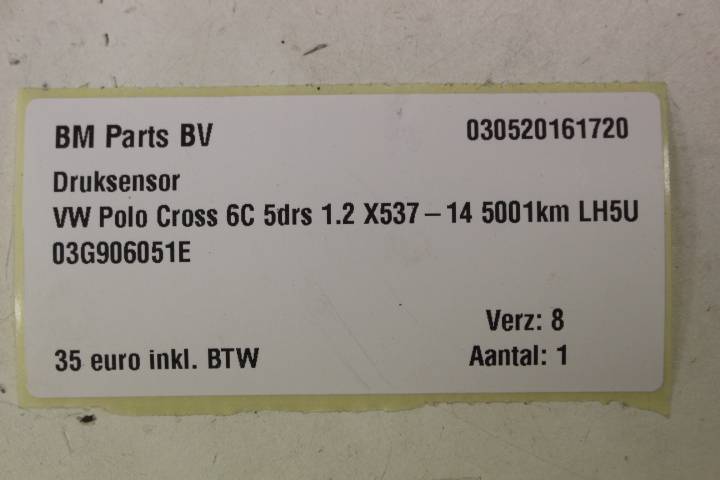 BM Parts BV 030520161720
Druksensor
VW Polo Cross 6C 5drs 1.2 X537 – 14 5001km LH5U
03G906051E
Verz: 8
35 euro inkl. BTW Aantal: 1